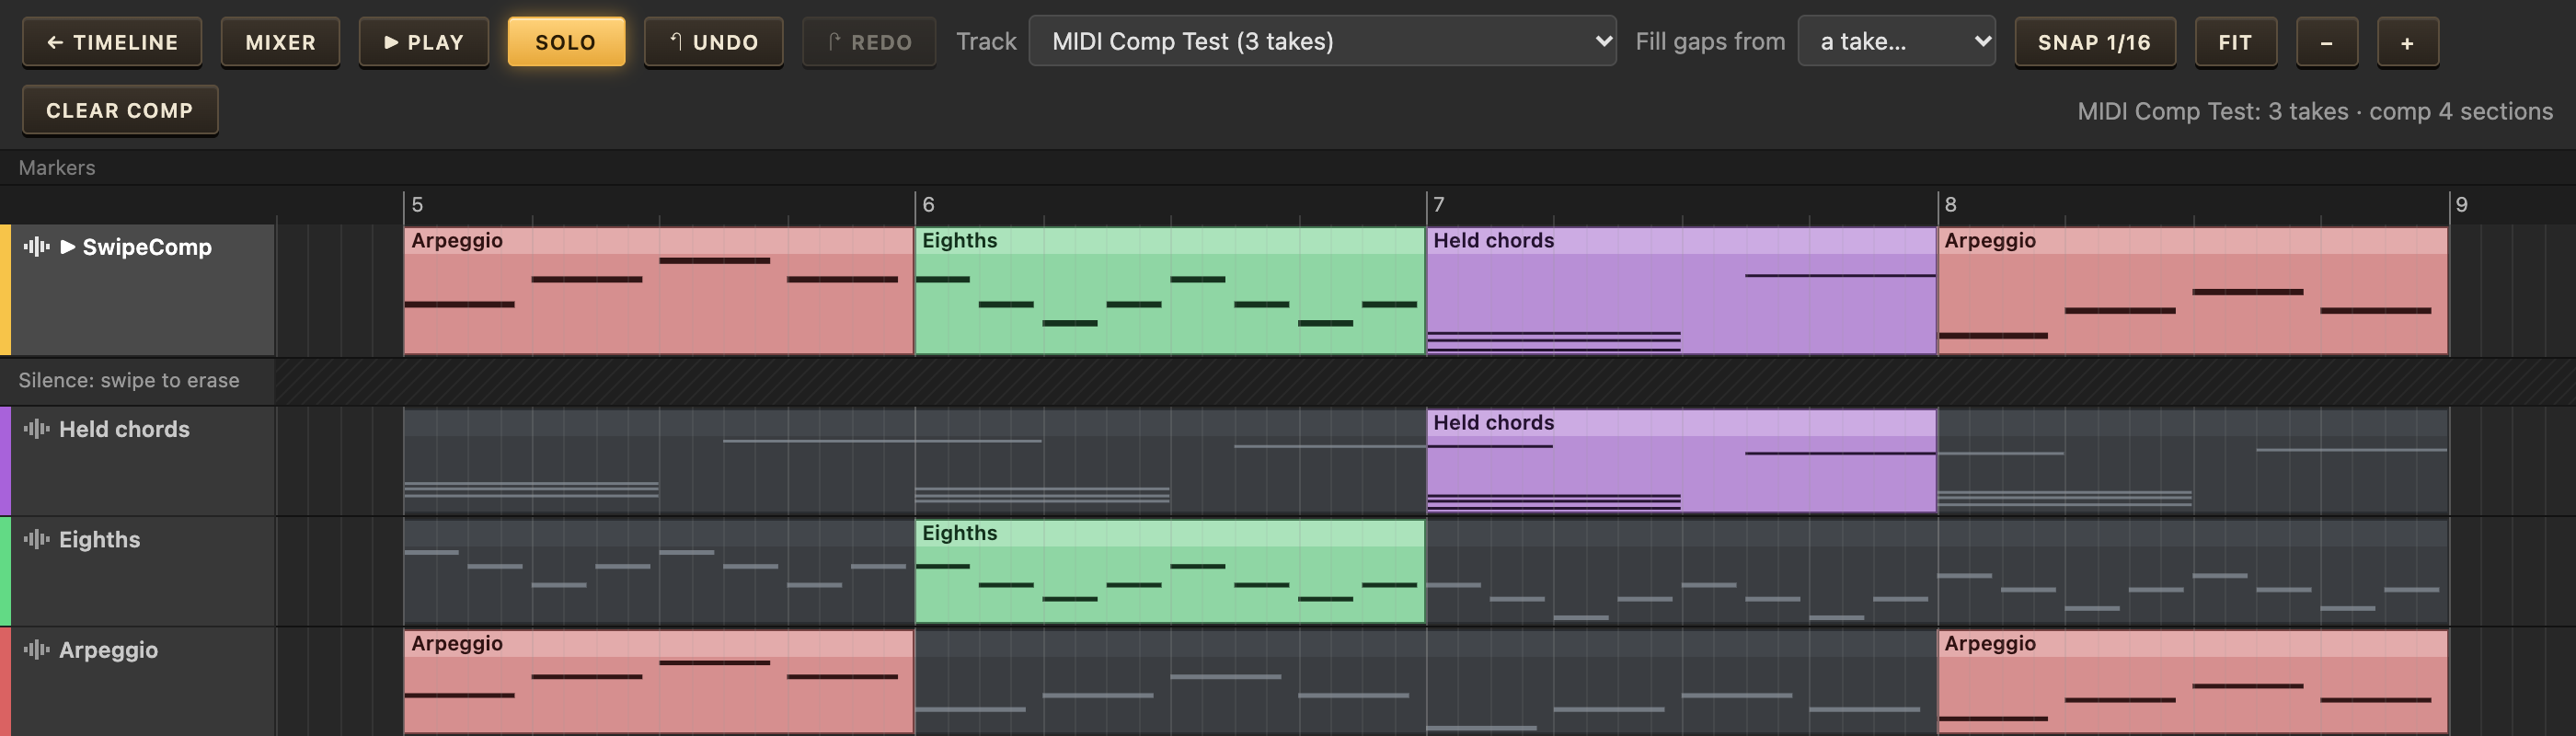 ← TIMELINE MIXER ▶ PLAY SOLO ↰ UNDO ↱ REDO Track MIDI Comp Test (3 takes) Fill gaps from a take... SNAP 1/16 FIT − +
CLEAR COMP MIDI Comp Test: 3 takes · comp 4 sections
Markers
5 6 7 8 9
▶ SwipeComp Arpeggio Eighths Held chords Arpeggio
Silence: swipe to erase
Held chords Held chords
Eighths Eighths
Arpeggio Arpeggio Arpeggio